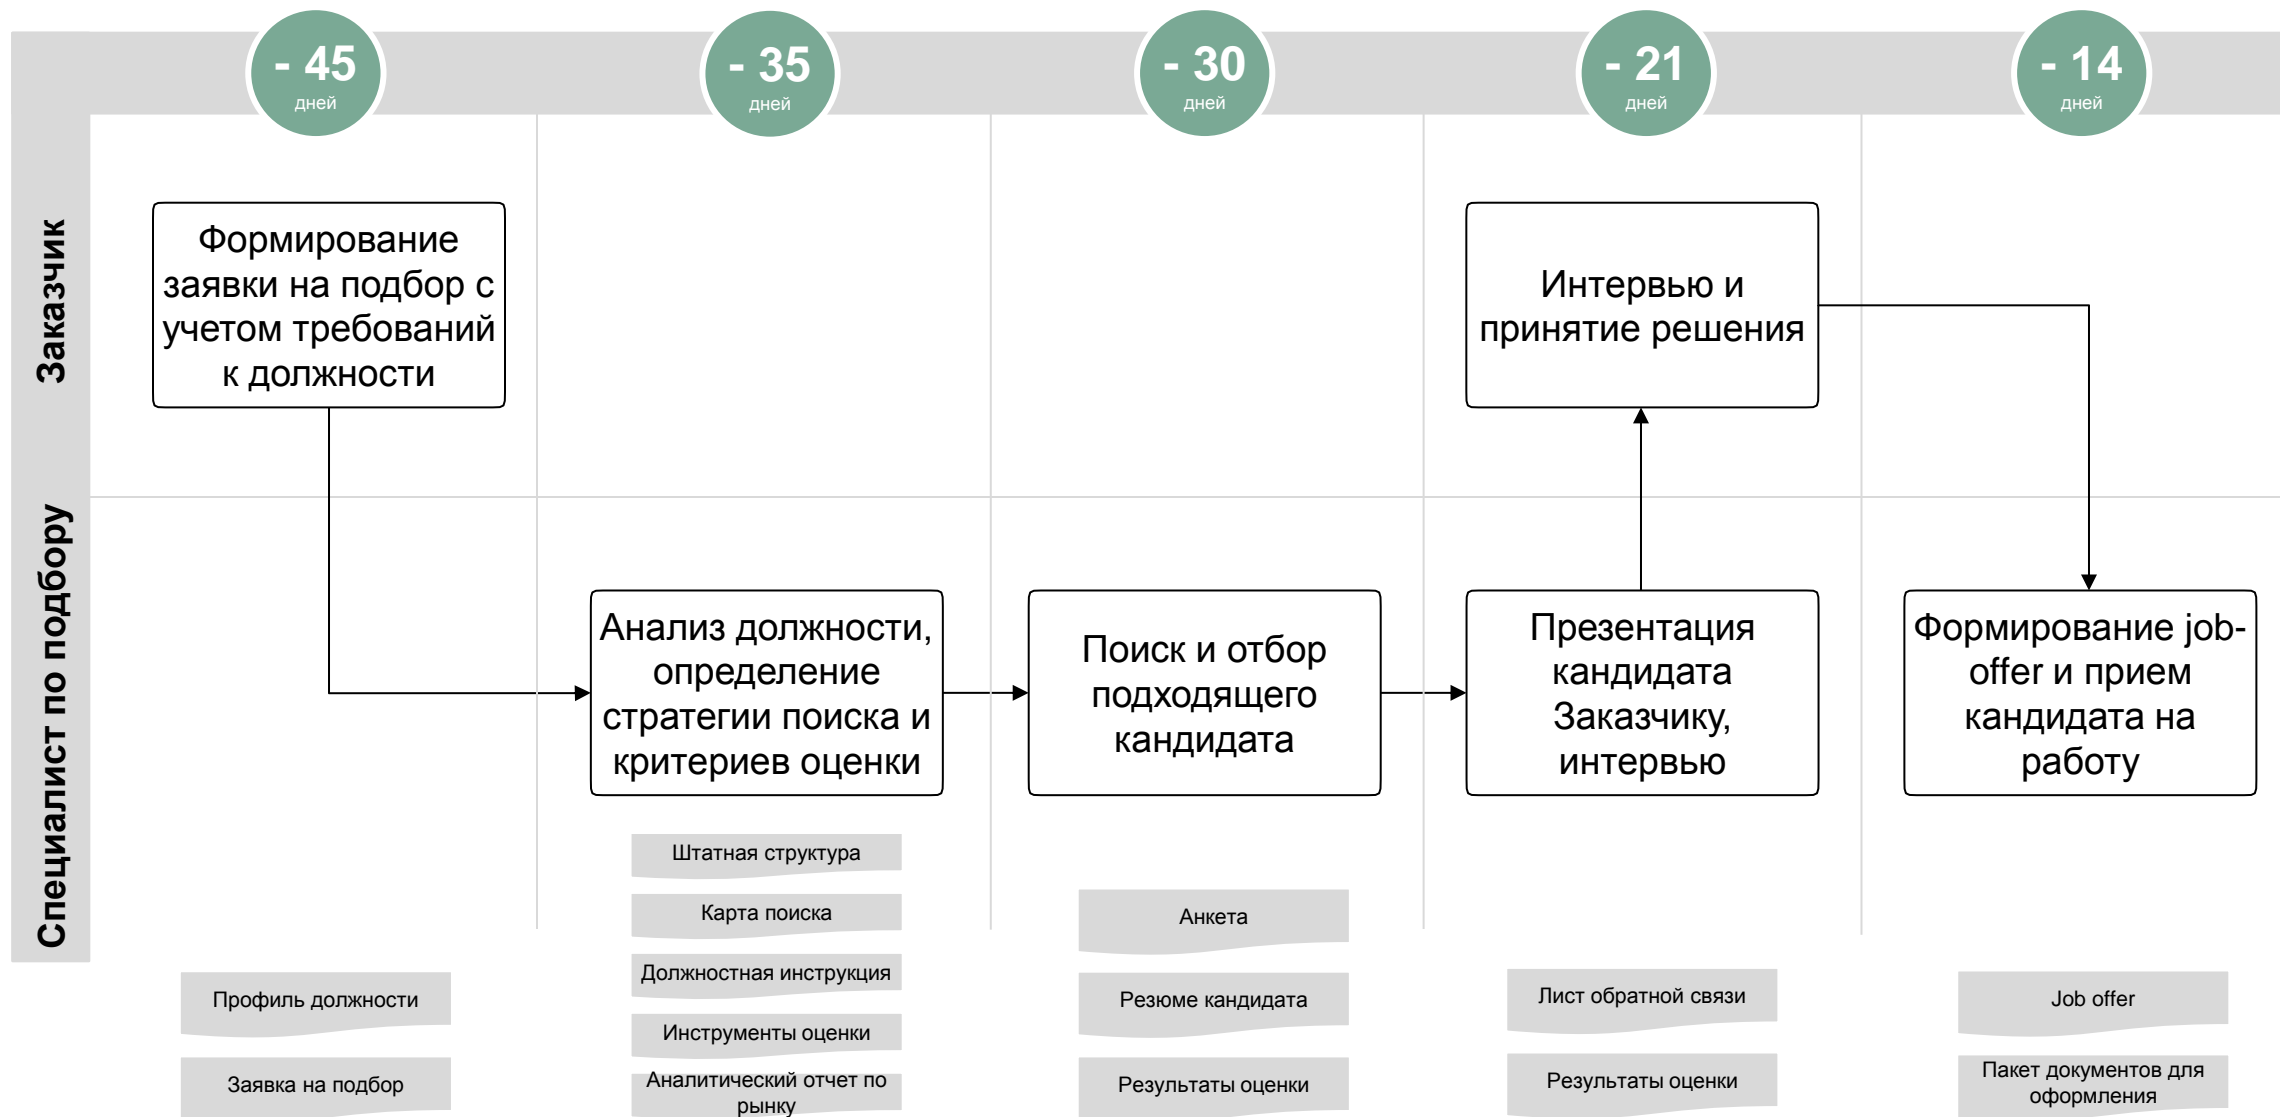 - 45
дней
- 35
дней
- 30
дней
- 21
дней
- 14
дней
Заказчик
Формирование
заявки на подбор с
учетом требований
к должности
Интервью и
принятие решения
Специалист по подбору
Анализ должности,
определение
стратегии поиска и
критериев оценки
Поиск и отбор
подходящего
кандидата
Презентация
кандидата
Заказчику,
интервью
Формирование job-
offer и прием
кандидата на
работу
Профиль должности
Заявка на подбор
Штатная структура
Карта поиска
Должностная инструкция
Инструменты оценки
Аналитический отчет по
рынку
Анкета
Резюме кандидата
Результаты оценки
Лист обратной связи
Результаты оценки
Job offer
Пакет документов для
оформления